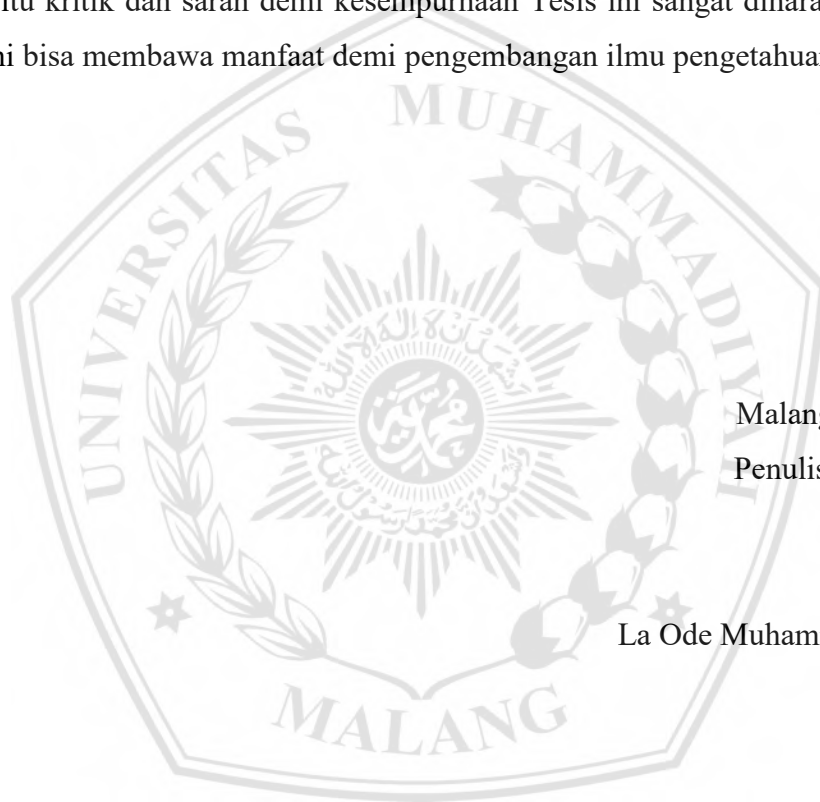 itu kritik dan saran demi kesempurnaan Tesis ini sangat dihara
ni bisa membawa manfaat demi pengembangan ilmu pengetahuan
UNIVERSITAS MUHAMMADIYAH
Malang
Penulis
La Ode Muham
MALANG